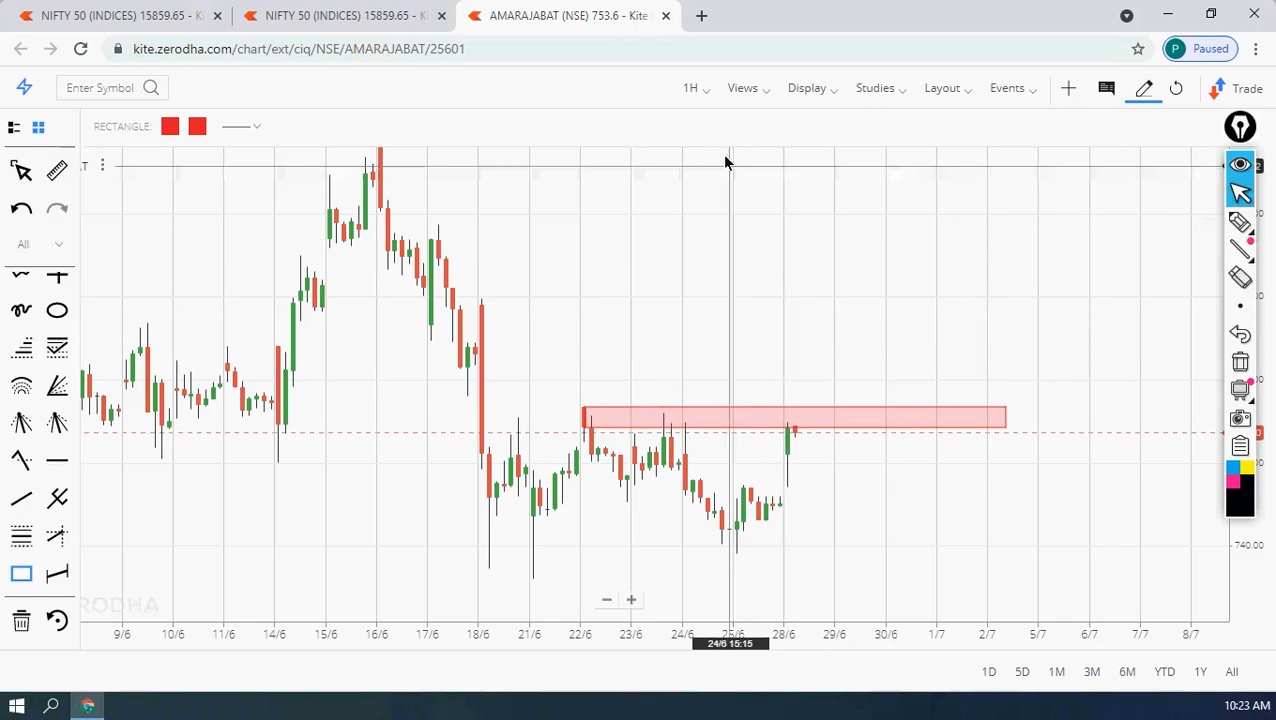 NIFTY 50 (INDICES) 15859.65 - Ki
NIFTY 50 (INDICES) 15859.65 - Ki
AMARAJABAT (NSE) 753.6 - Kite
kite.zerodha.com/chart/ext/ciq/NSE/AMARAJABAT/25601
P Paused
Enter Symbol
1H Views Display Studies Layout Events Trade
RECTANGLE:
T
All
740.00
9/6 10/6 11/6 14/6 15/6 16/6 17/6 18/6 21/6 22/6 23/6 24/6 25/6 28/6 29/6 30/6 1/7 2/7 5/7 6/7 7/7
24/6 15:15
1D 5D 1M 3M 6M YTD 1Y All
10:23 AM